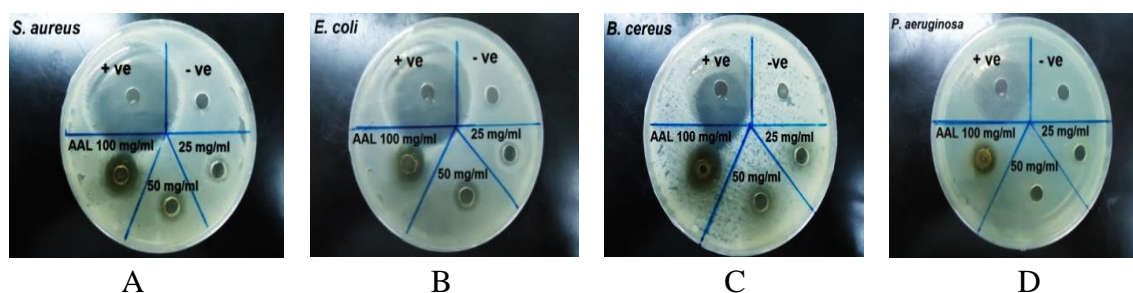 S. aureus
+ ve
- ve
AAL 100 mg/ml
25 mg/ml
50 mg/ml
A
E. coli
+ ve
- ve
AAL 100 mg/ml
25 mg/ml
50 mg/ml
B
B. cereus
+ ve
-ve
AAL 100 mg/ml
25 mg/ml
50 mg/ml
C
P. aeruginosa
+ ve
- ve
AAL 100 mg/ml
25 mg/ml
50 mg/ml
D